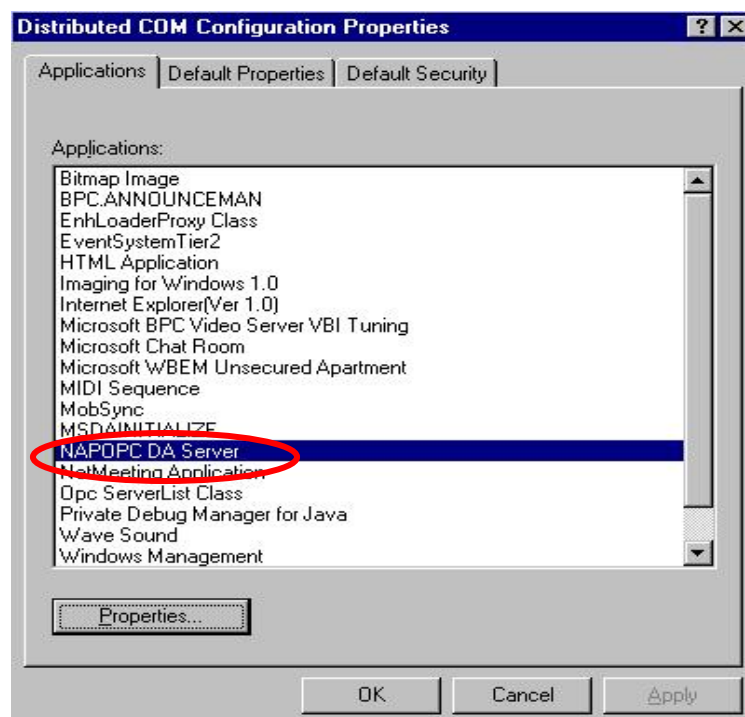 Distributed COM Configuration Properties
Applications Default Properties Default Security
Applications:
Bitmap Image
BPC.ANNOUNCEMAN
EnhLoaderProxy Class
EventSystemTier2
HTML Application
Imaging for Windows 1.0
Internet Explorer(Ver 1.0)
Microsoft BPC Video Server VBI Tuning
Microsoft Chat Room
Microsoft WBEM Unsecured Apartment
MIDI Sequence
MobSync
MSDAINITIALIZE
NAPOPC DA Server
NetMeeting Application
Opc ServerList Class
Private Debug Manager for Java
Wave Sound
Windows Management
Properties...
OK Cancel Apply